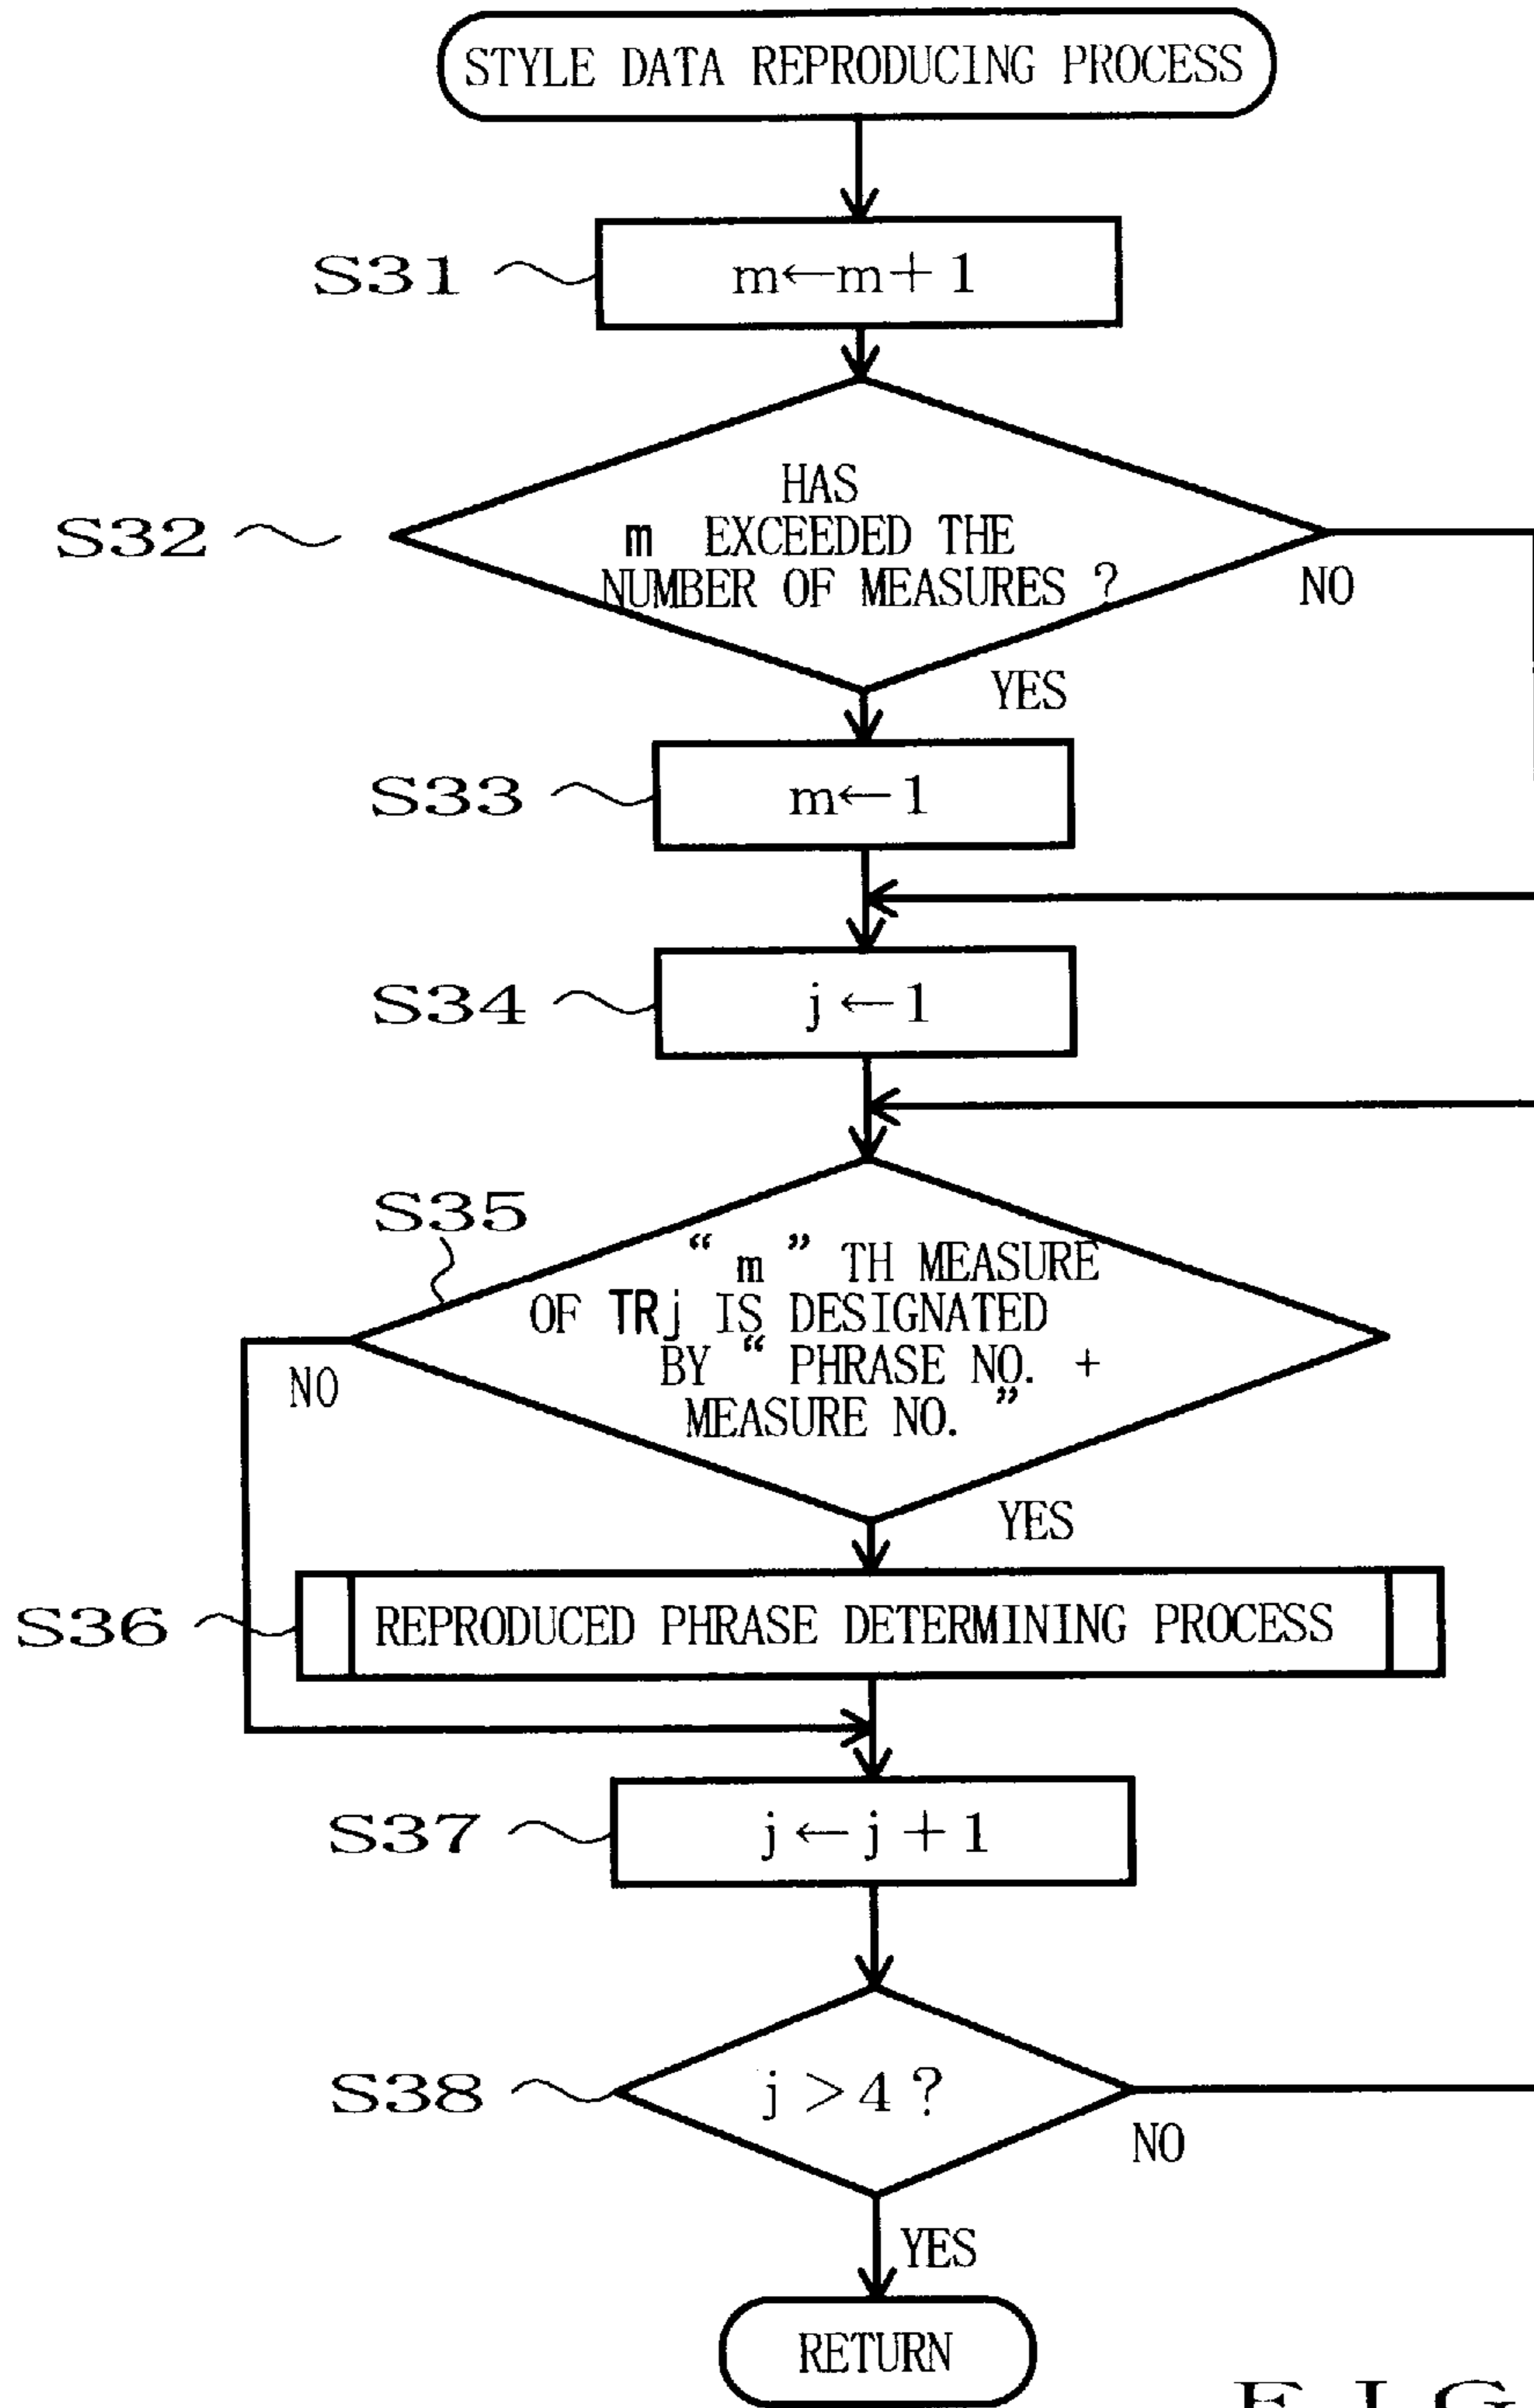 STYLE DATA REPRODUCING PROCESS
S31
m←m+1
S32
HAS
m EXCEEDED THE
NUMBER OF MEASURES ?
NO
YES
S33
m←1
S34
j←1
S35
“ m ” TH MEASURE
OF TRj IS DESIGNATED
BY “ PHRASE NO. +
MEASURE NO. ”
NO
YES
S36
REPRODUCED PHRASE DETERMINING PROCESS
S37
j←j+1
S38
j>4?
NO
YES
RETURN
FIG